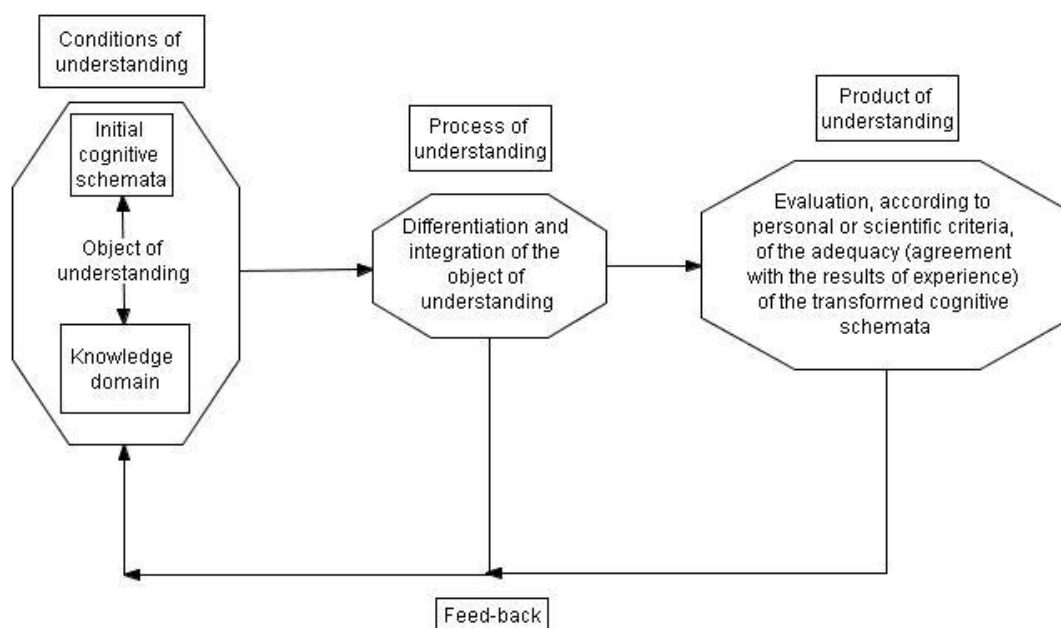 Conditions of
understanding
Initial
cognitive
schemata
Object of
understanding
Knowledge
domain
Process of
understanding
Differentiation and
integration of the
object of
understanding
Product of
understanding
Evaluation, according to
personal or scientific criteria,
of the adequacy (agreement
with the results of experience)
of the transformed cognitive
schemata
Feed-back